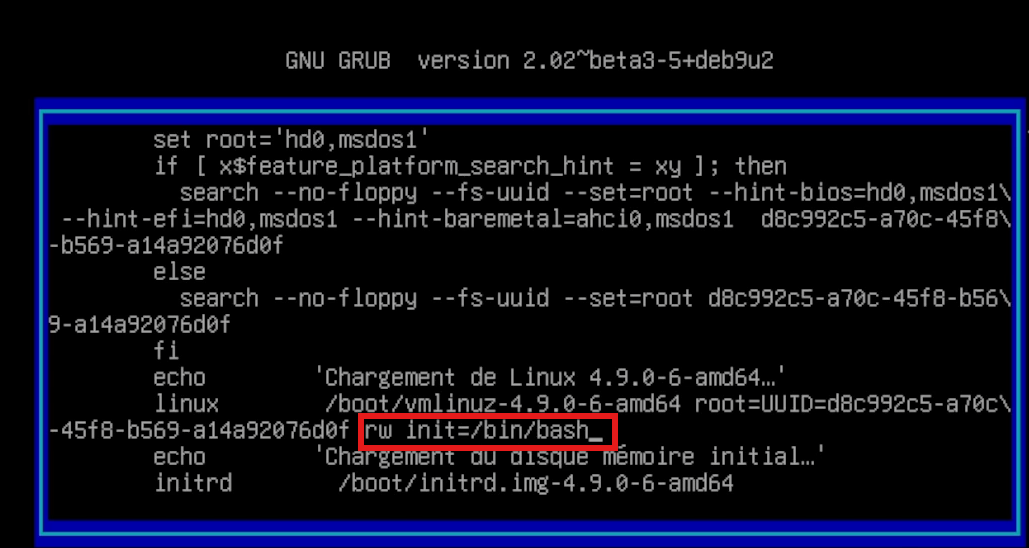 GNU GRUB  version 2.02~beta3-5+deb9u2
set root='hd0,msdos1'
if [ x$feature_platform_search_hint = xy ]; then
search --no-floppy --fs-uuid --set=root --hint-bios=hd0,msdos1\
--hint-efi=hd0,msdos1 --hint-baremetal=ahci0,msdos1  d8c992c5-a70c-45f8\
-b569-a14a92076d0f
else
search --no-floppy --fs-uuid --set=root d8c992c5-a70c-45f8-b56\
9-a14a92076d0f
fi
echo        'Chargement de Linux 4.9.0-6-amd64…'
linux        /boot/vmlinuz-4.9.0-6-amd64 root=UUID=d8c992c5-a70c\
-45f8-b569-a14a92076d0f rw init=/bin/bash_
echo        'Chargement du disque mémoire initial…'
initrd        /boot/initrd.img-4.9.0-6-amd64